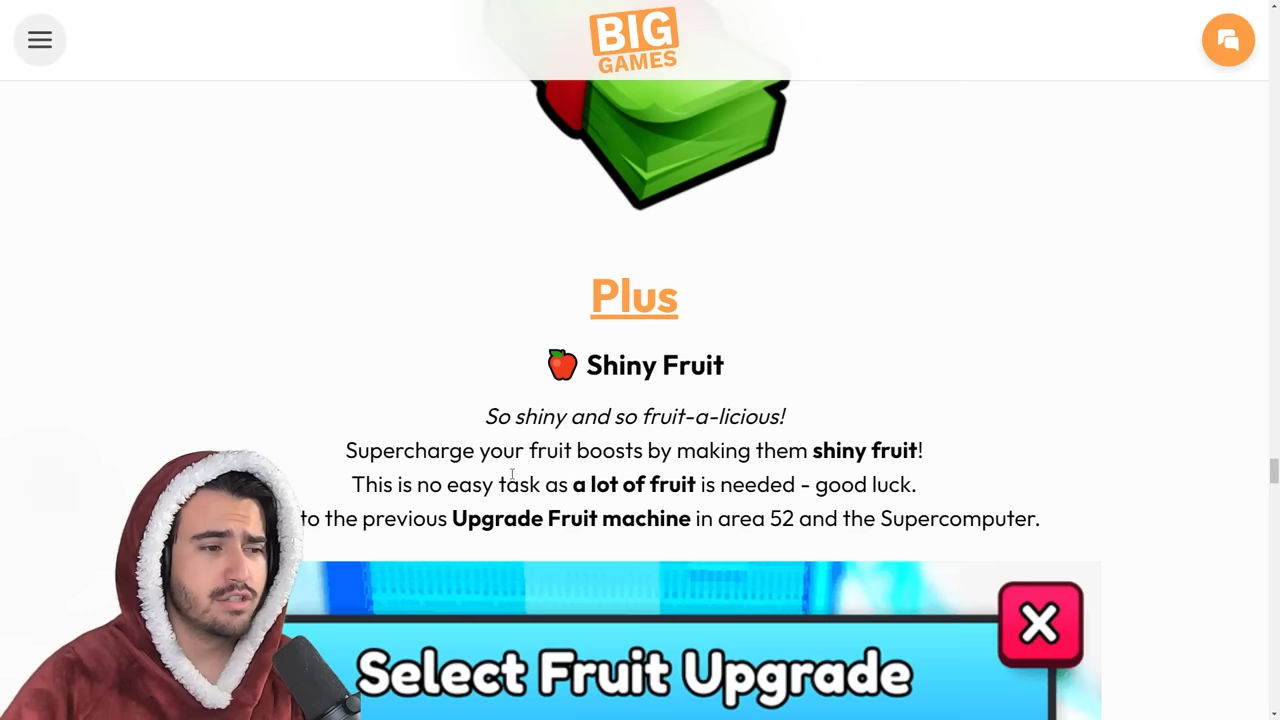 BIG
GAMES
Plus
Shiny Fruit
So shiny and so fruit-a-licious!
Supercharge your fruit boosts by making them shiny fruit!
This is no easy task as a lot of fruit is needed - good luck.
to the previous Upgrade Fruit machine in area 52 and the Supercomputer.
Select Fruit Upgrade
X